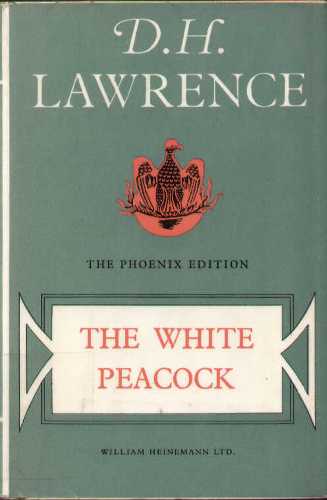 D.H.
LAWRENCE
THE PHOENIX EDITION
THE WHITE
PEACOCK
WILLIAM HEINEMANN LTD.